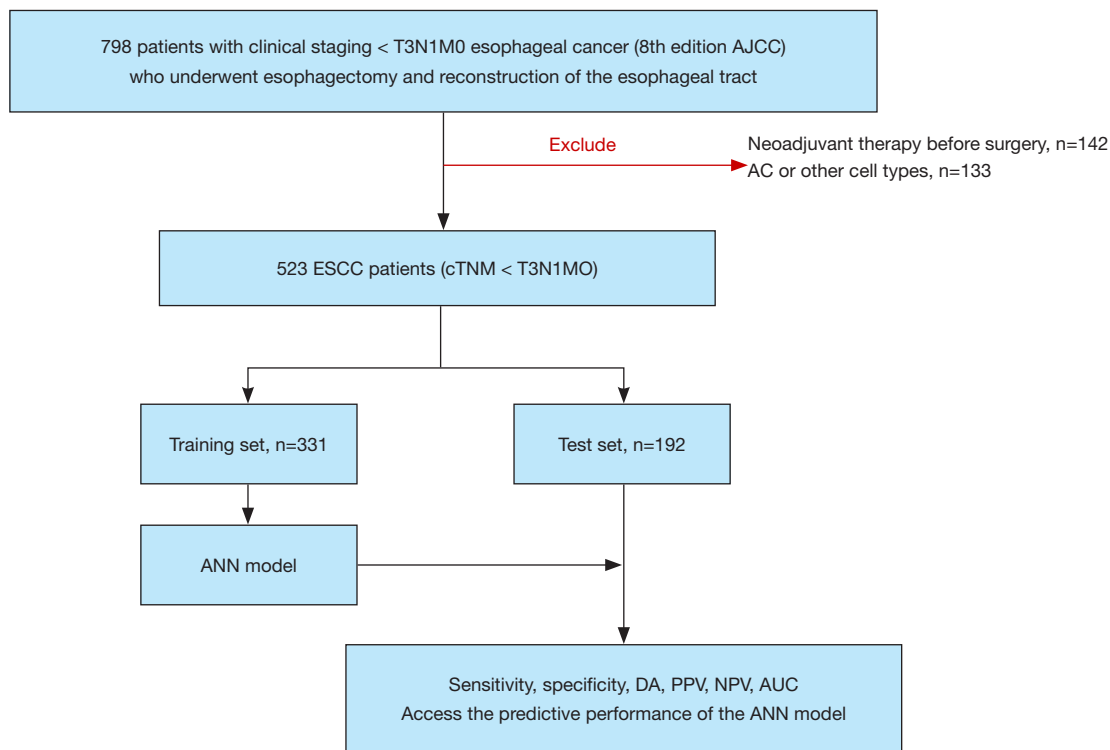 798 patients with clinical staging < T3N1M0 esophageal cancer (8th edition AJCC)
who underwent esophagectomy and reconstruction of the esophageal tract
Exclude
Neoadjuvant therapy before surgery, n=142
AC or other cell types, n=133
523 ESCC patients (cTNM < T3N1MO)
Training set, n=331
Test set, n=192
ANN model
Sensitivity, specificity, DA, PPV, NPV, AUC
Access the predictive performance of the ANN model